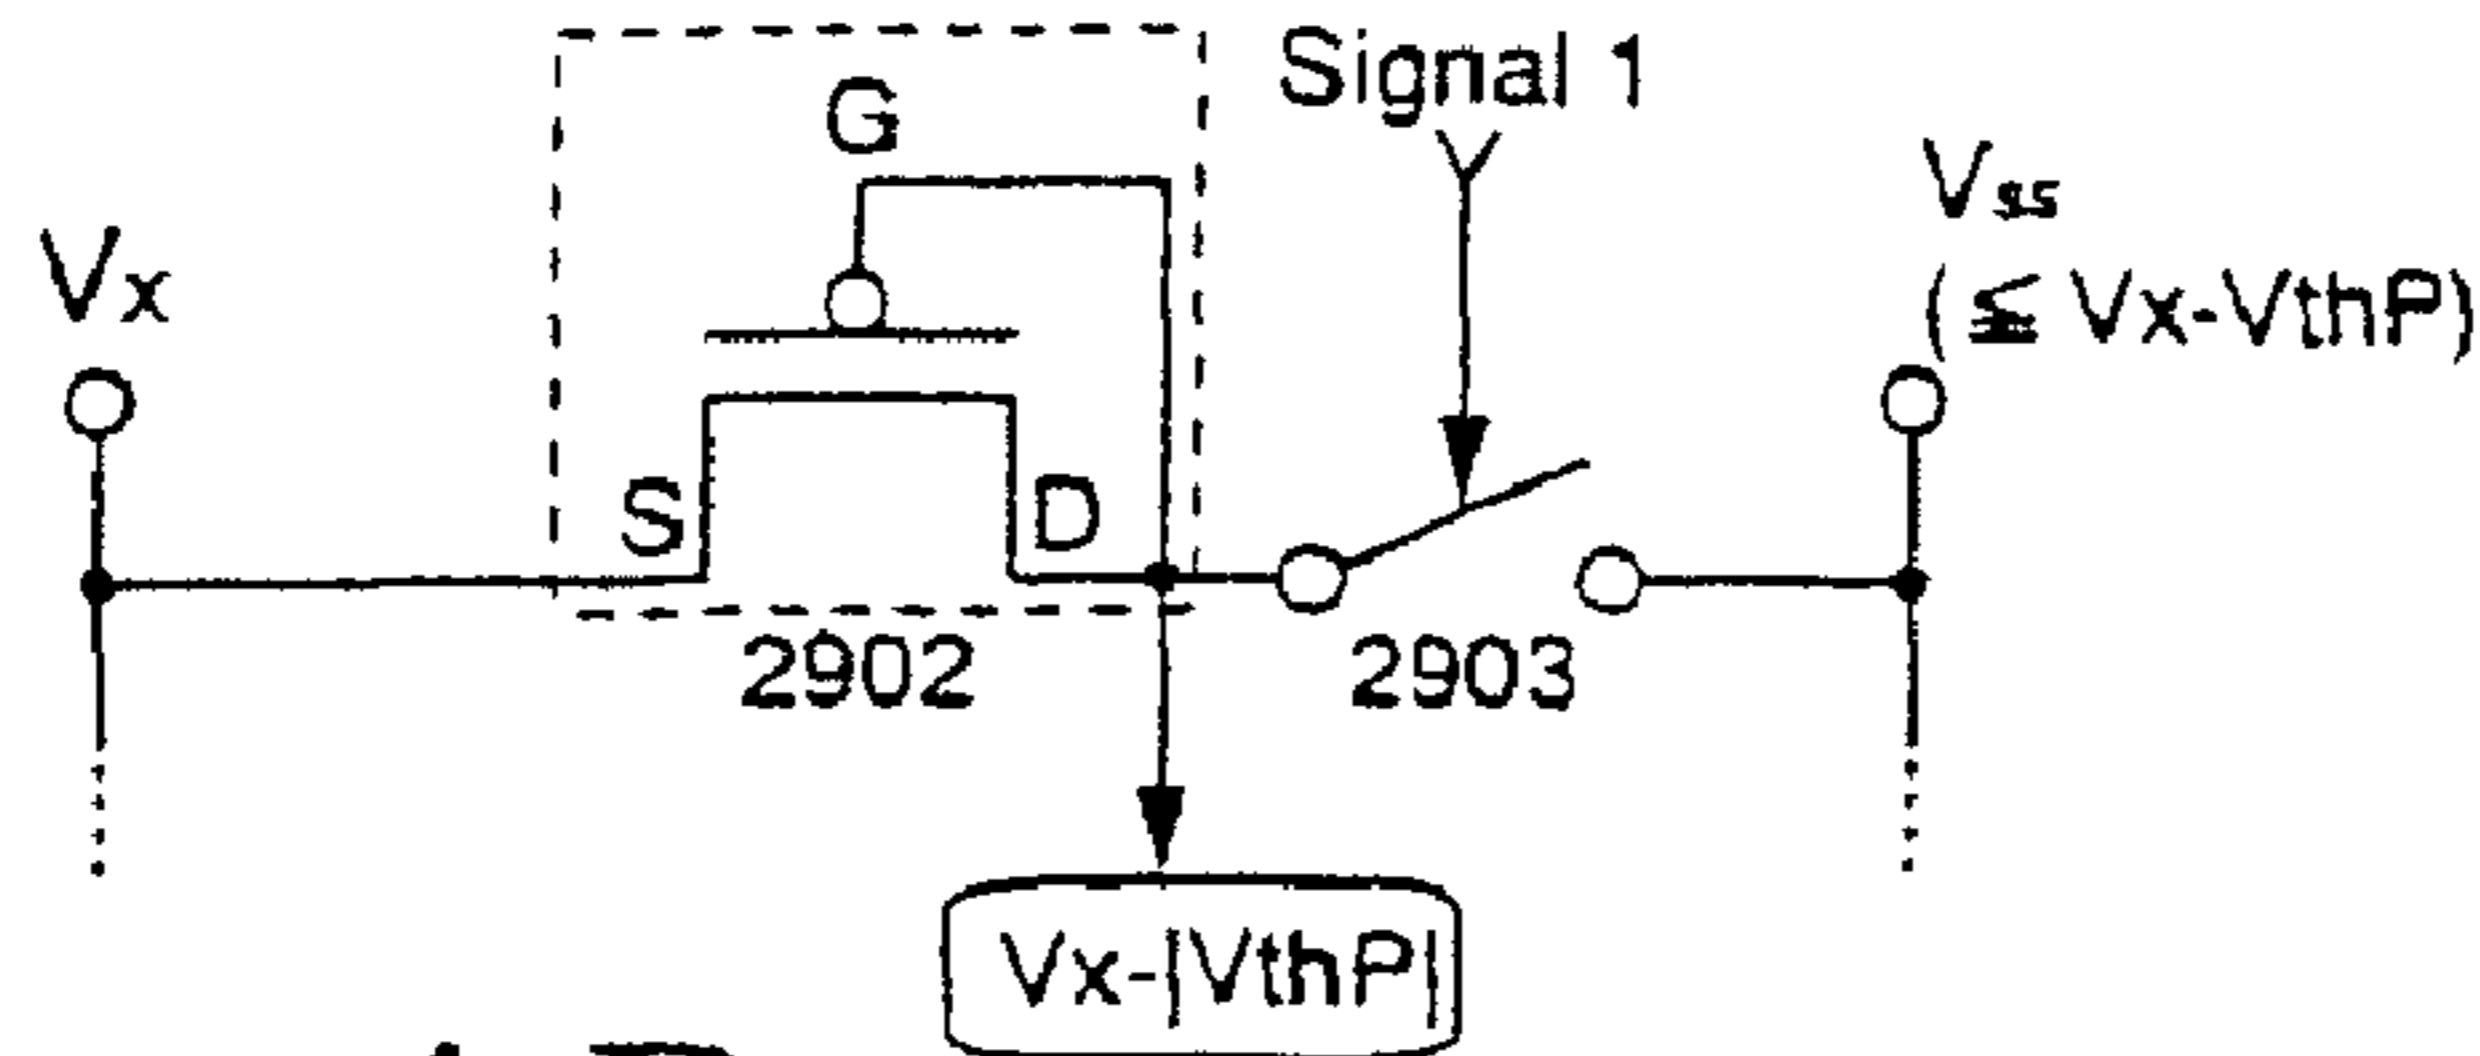 G
Signal 1
Vx
Vss
(≦ Vx-VthP)
S
D
2902
2903
Vx-|VthP|